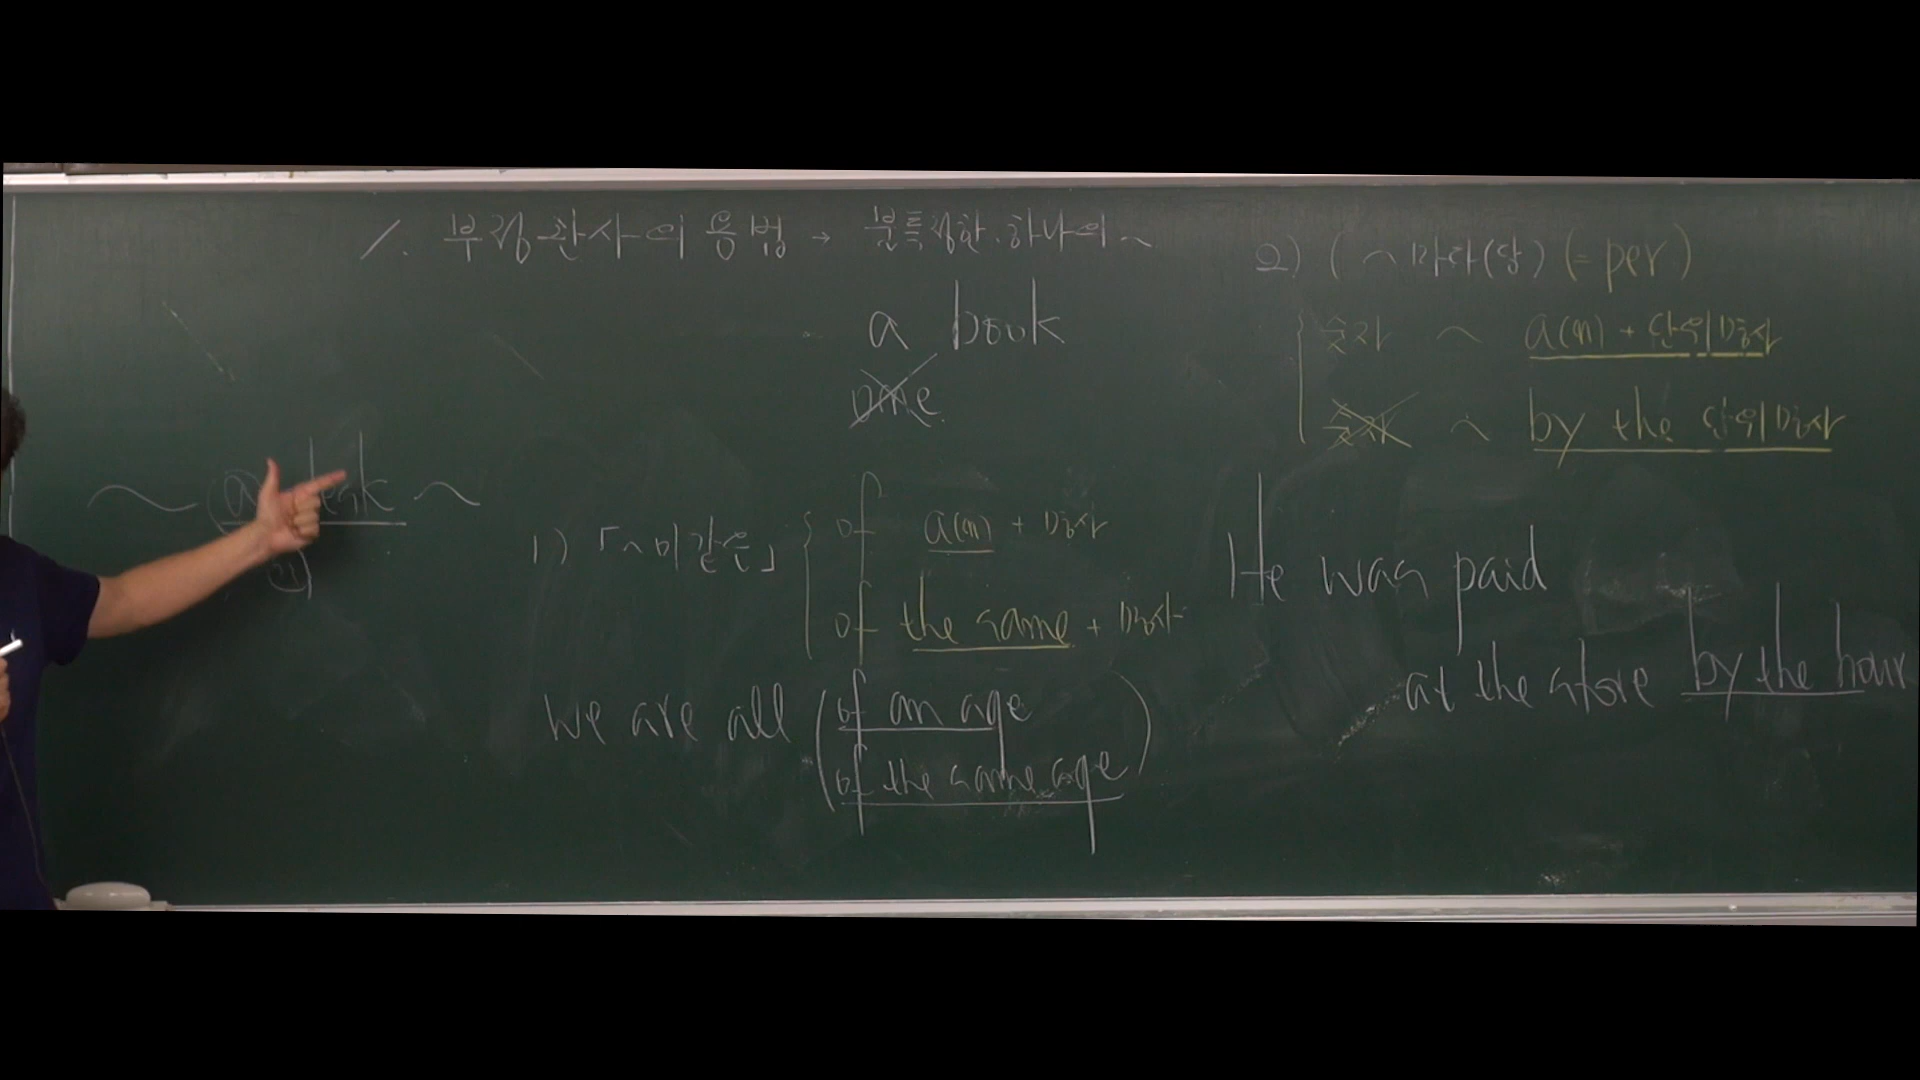 1. 부정관사의 용법 → 불특정한. 하나의 ~
a book
one
1) 「~이 같은」
of a(n) + 명사
of the same + 명사
we are all
of an age
of the same age
2) ( ~마다(당) (= per)
숫자 ~ a(n) + 단위명사
숫자 ~ by the 단위명사
He was paid
at the store by the hour